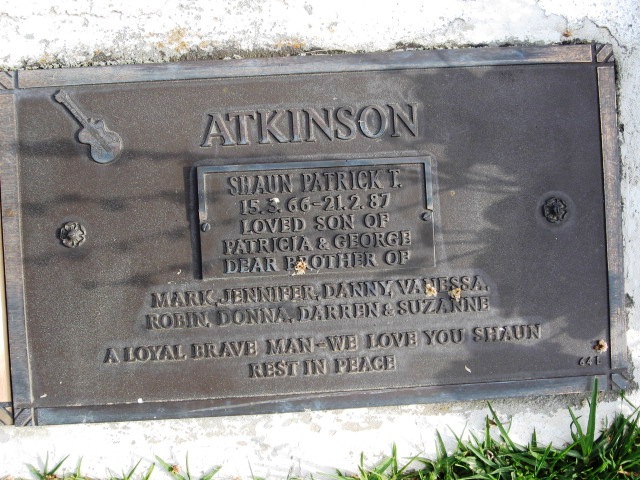 ATKINSON
SHAUN PATRICK T.
15.3.66-21.2.87
LOVED SON OF
PATRICIA & GEORGE
DEAR BROTHER OF
MARK, JENNIFER, DANNY, VANESSA,
ROBIN, DONNA, DARREN & SUZANNE
A LOYAL BRAVE MAN-WE LOVE YOU SHAUN
REST IN PEACE